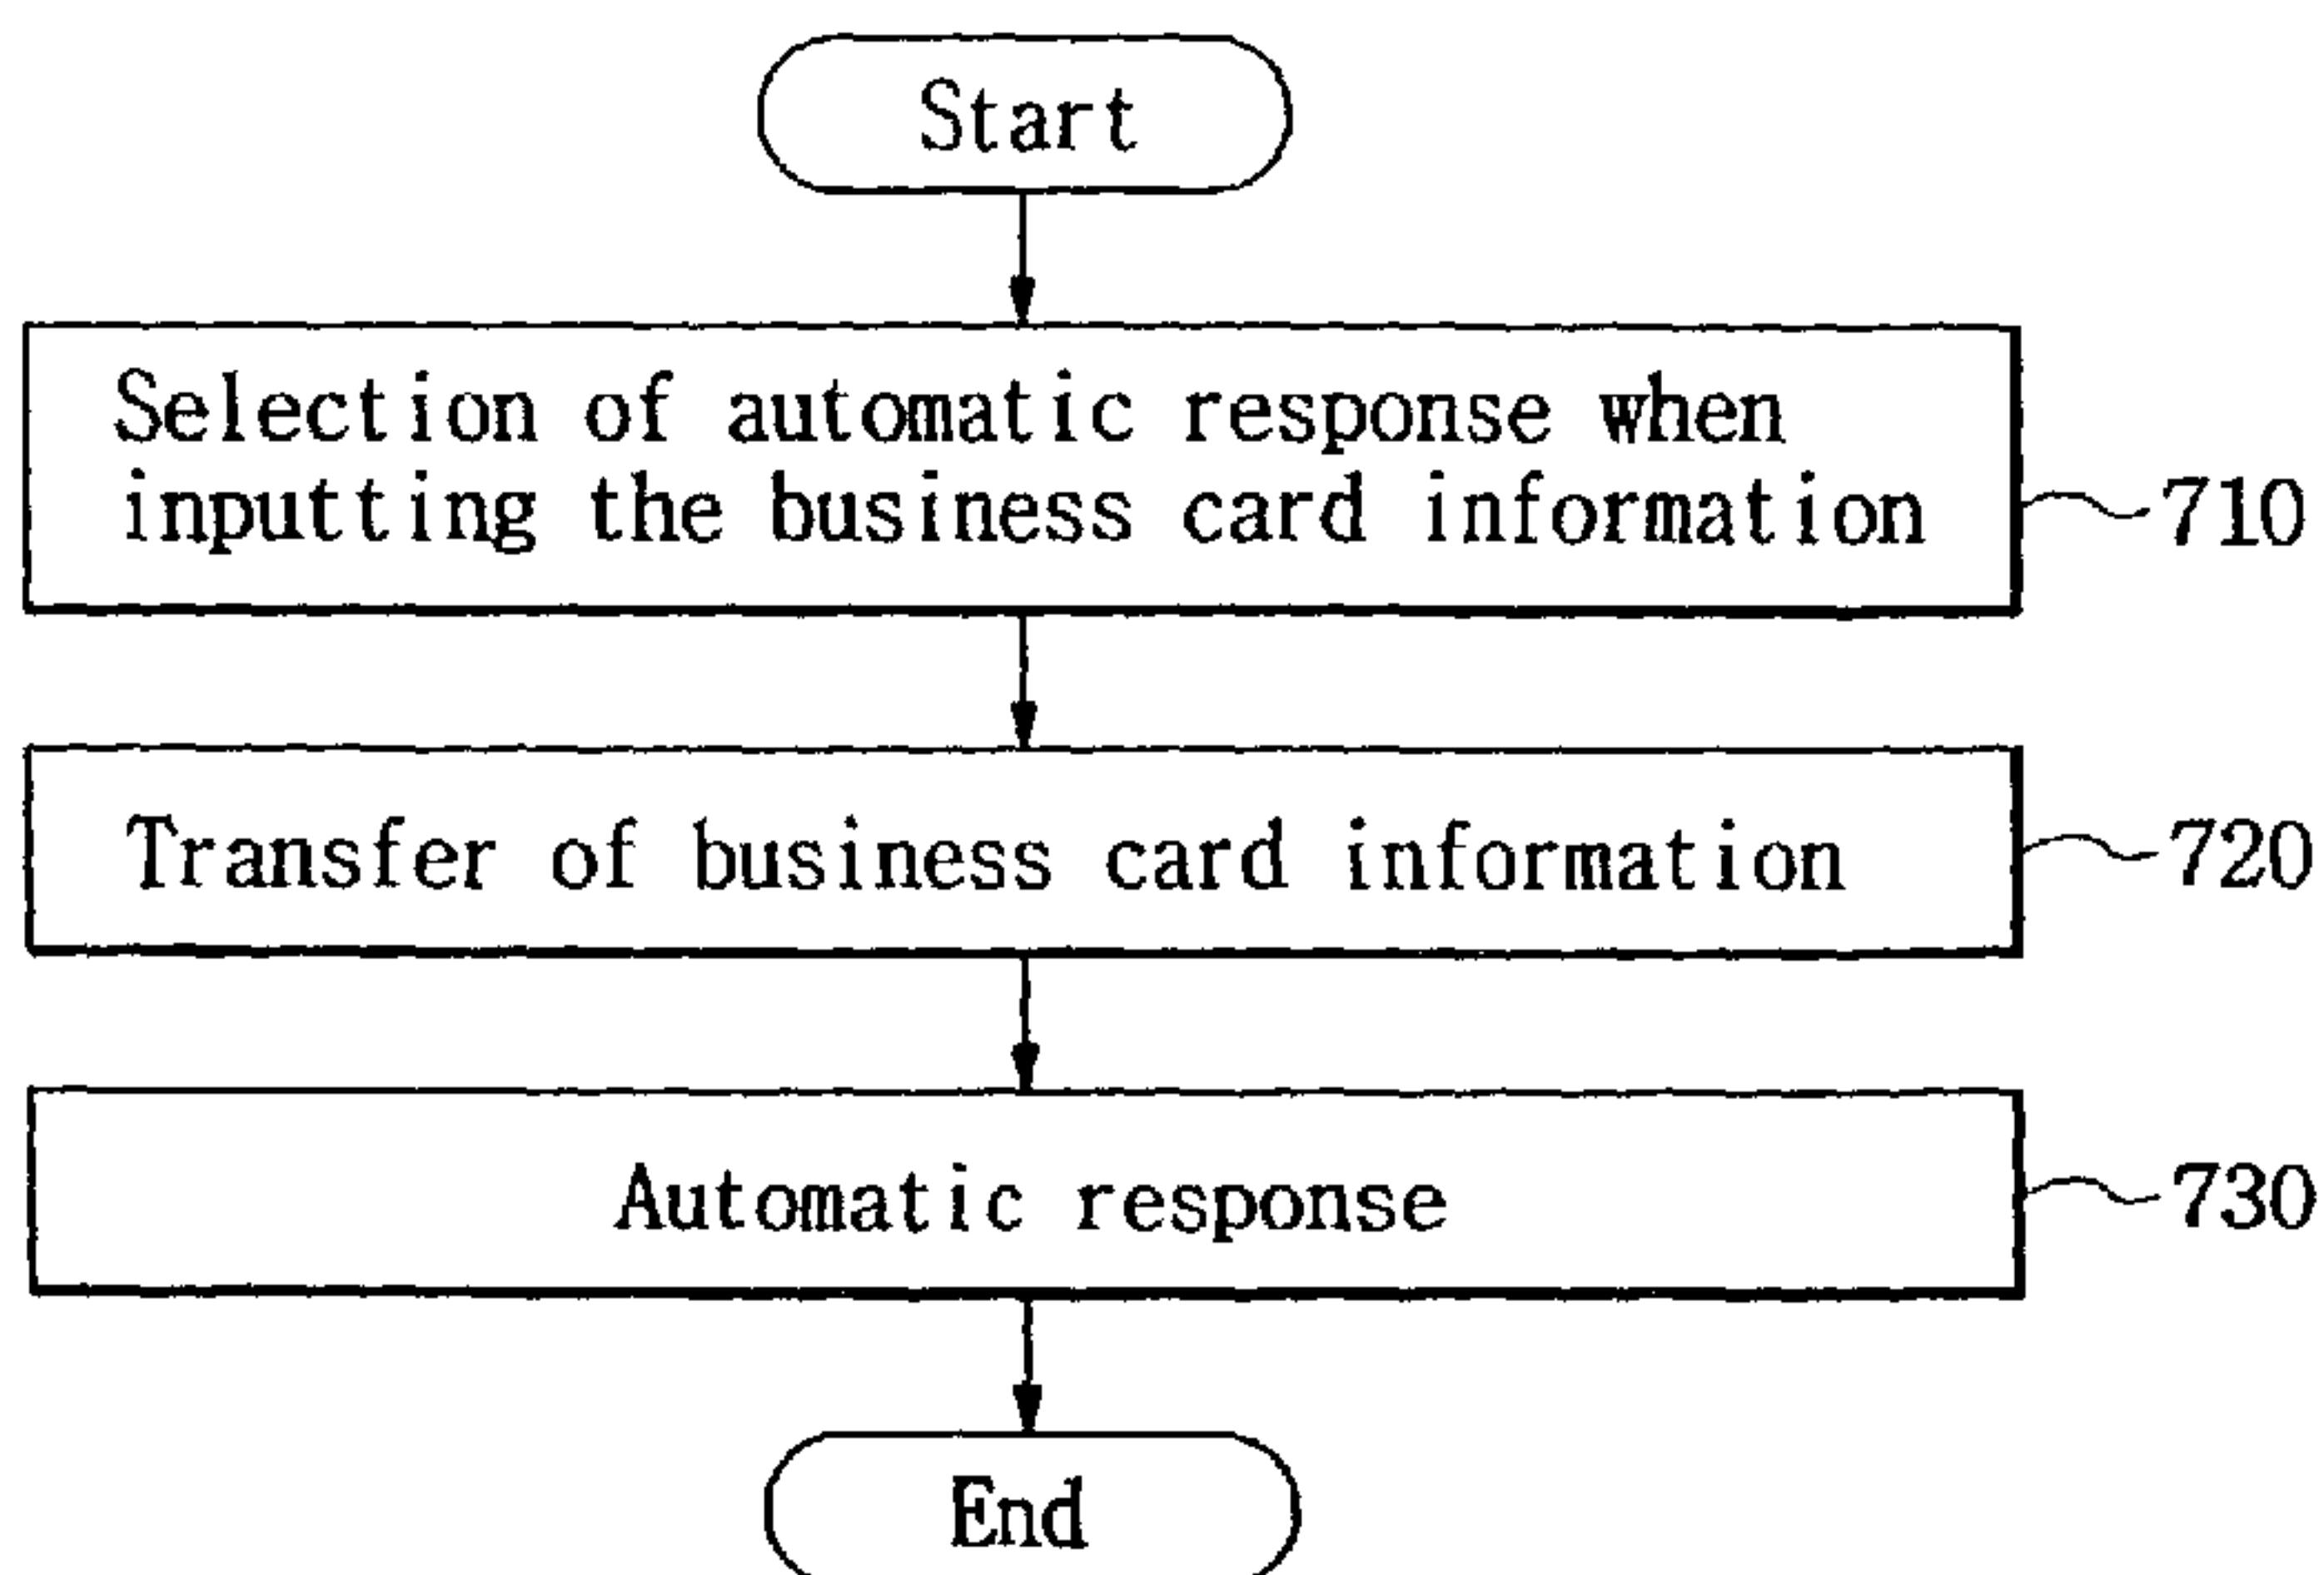 Start
Selection of automatic response when
inputting the business card information
710
Transfer of business card information
720
Automatic response
730
End